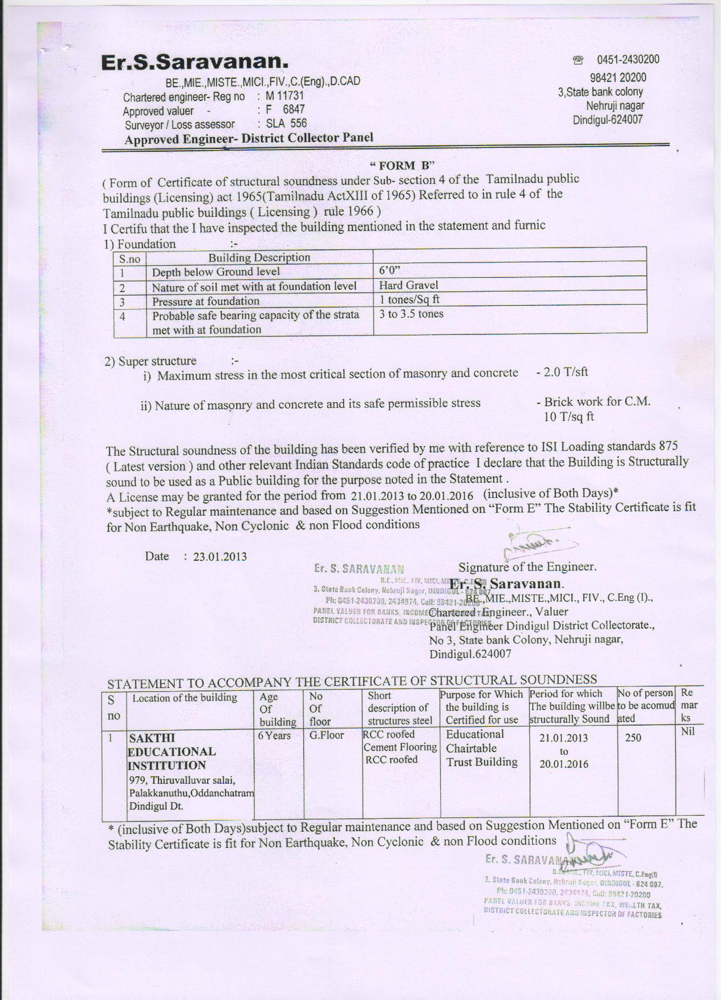 Er.S.Saravanan.
☎ 0451-2430200
BE.,MIE.,MISTE.,MICI.,FIV.,C.(Eng).,D.CAD
98421 20200
Chartered engineer- Reg no : M 11731
3,State bank colony
Approved valuer - : F 6847
Nehruji nagar
Surveyor / Loss assessor : SLA 556
Dindigul-624007
Approved Engineer- District Collector Panel
“ FORM B”
( Form of Certificate of structural soundness under Sub- section 4 of the Tamilnadu public
buildings (Licensing) act 1965(Tamilnadu ActXIII of 1965) Referred to in rule 4 of the
Tamilnadu public buildings ( Licensing ) rule 1966 )
I Certifu that the I have inspected the building mentioned in the statement and furnic
1) Foundation :-
S.no Building Description
1 Depth below Ground level 6’0”
2 Nature of soil met with at foundation level Hard Gravel
3 Pressure at foundation 1 tones/Sq ft
4 Probable safe bearing capacity of the strata 3 to 3.5 tones
met with at foundation
2) Super structure :-
i) Maximum stress in the most critical section of masonry and concrete - 2.0 T/sft
ii) Nature of masonry and concrete and its safe permissible stress - Brick work for C.M.
10 T/sq ft
The Structural soundness of the building has been verified by me with reference to ISI Loading standards 875
( Latest version ) and other relevant Indian Standards code of practice I declare that the Building is Structurally
sound to be used as a Public building for the purpose noted in the Statement .
A License may be granted for the period from 21.01.2013 to 20.01.2016 (inclusive of Both Days)*
*subject to Regular maintenance and based on Suggestion Mentioned on “Form E” The Stability Certificate is fit
for Non Earthquake, Non Cyclonic & non Flood conditions
Date : 23.01.2013
Signature of the Engineer.
Er. S. Saravanan.
BE.,MIE.,MISTE.,MICI., FIV., C.Eng (I).,
Chartered Engineer., Valuer
Panel Engineer Dindigul District Collectorate.,
No 3, State bank Colony, Nehruji nagar,
Dindigul.624007
Er. S. SARAVANAN
B.E., MIE., FIV, MICI, MISTE, C.Eng(I)
3, State Bank Colony, Nehruji Nagar, DINDIGUL - 624 007.
Ph: 0451-2430200, 2434974, Cell: 98421-20200
PANEL VALUER FOR BANKS, INCOME TAX,
DISTRICT COLLECTORATE AND INSPECTOR OF FACTORIES
STATEMENT TO ACCOMPANY THE CERTIFICATE OF STRUCTURAL SOUNDNESS
S Location of the building Age No Short Purpose for Which Period for which No of person Re
no Of Of description of the building is The building willbe to be acomud mar
building floor structures steel Certified for use structurally Sound ated ks
1 SAKTHI 6 Years G.Floor RCC roofed Educational 21.01.2013 250 Nil
EDUCATIONAL Cement Flooring Chairtable to
INSTITUTION RCC roofed Trust Building 20.01.2016
979, Thiruvalluvar salai,
Palakkanuthu,Oddanchatram
Dindigul Dt.
* (inclusive of Both Days)subject to Regular maintenance and based on Suggestion Mentioned on “Form E” The
Stability Certificate is fit for Non Earthquake, Non Cyclonic & non Flood conditions
Er. S. SARAVANAN
B.E., MIE., FIV, MICI, MISTE, C.Eng(I)
3, State Bank Colony, Nehruji Nagar, DINDIGUL - 624 007.
Ph: 0451-2430200, 2434974, Cell: 98421-20200
PANEL VALUER FOR BANKS, INCOME TAX, WEALTH TAX,
DISTRICT COLLECTORATE AND INSPECTOR OF FACTORIES